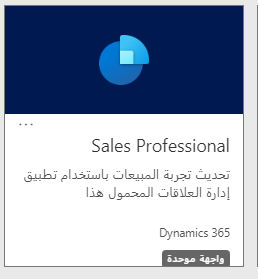 ...
Sales Professional
تحديث تجربة المبيعات باستخدام تطبيق
إدارة العلاقات المحمول هذا
Dynamics 365
واجهة موحدة